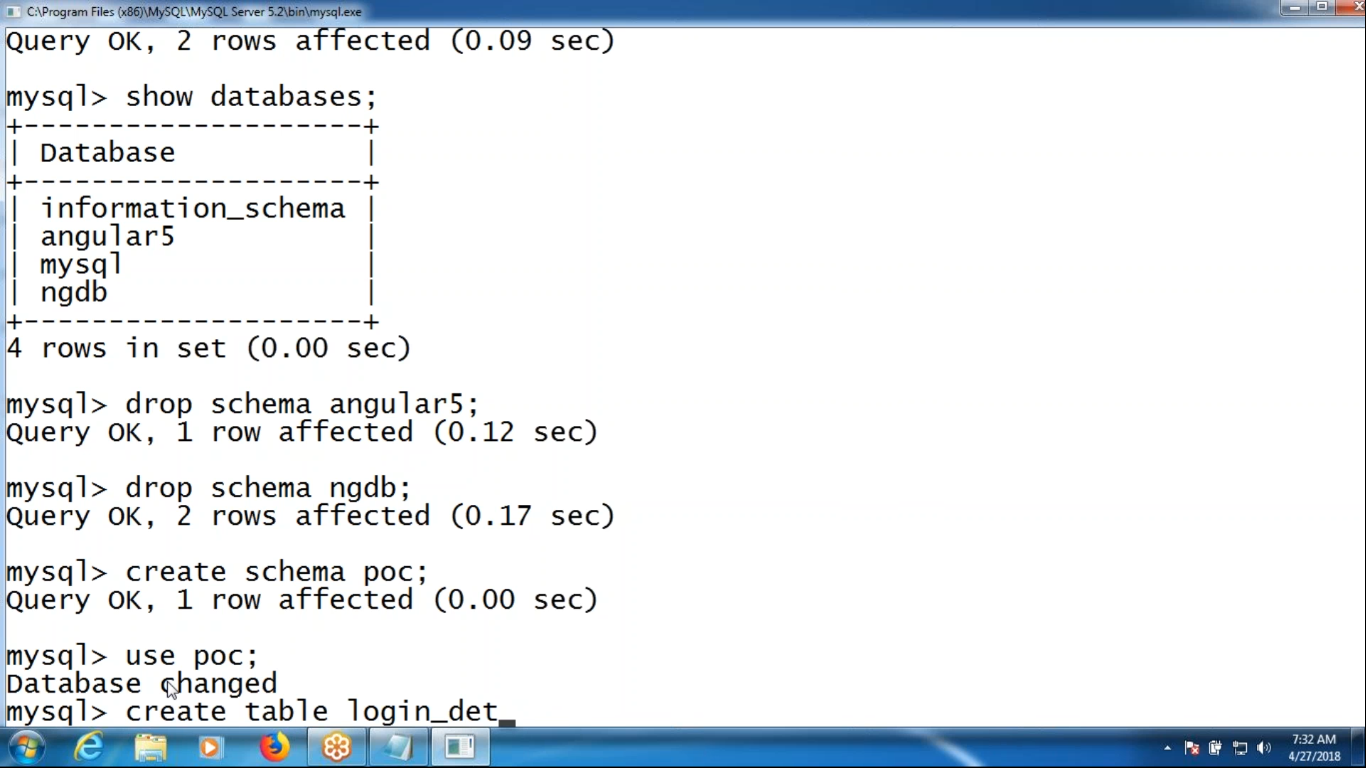 C:\Program Files (x86)\MySQL\MySQL Server 5.2\bin\mysql.exe
Query OK, 2 rows affected (0.09 sec)
mysql> show databases;
+--------------------+
| Database           |
+--------------------+
| information_schema |
| angular5           |
| mysql              |
| ngdb               |
+--------------------+
4 rows in set (0.00 sec)
mysql> drop schema angular5;
Query OK, 1 row affected (0.12 sec)
mysql> drop schema ngdb;
Query OK, 2 rows affected (0.17 sec)
mysql> create schema poc;
Query OK, 1 row affected (0.00 sec)
mysql> use poc;
Database changed
mysql> create table login_det_
7:32 AM
4/27/2018